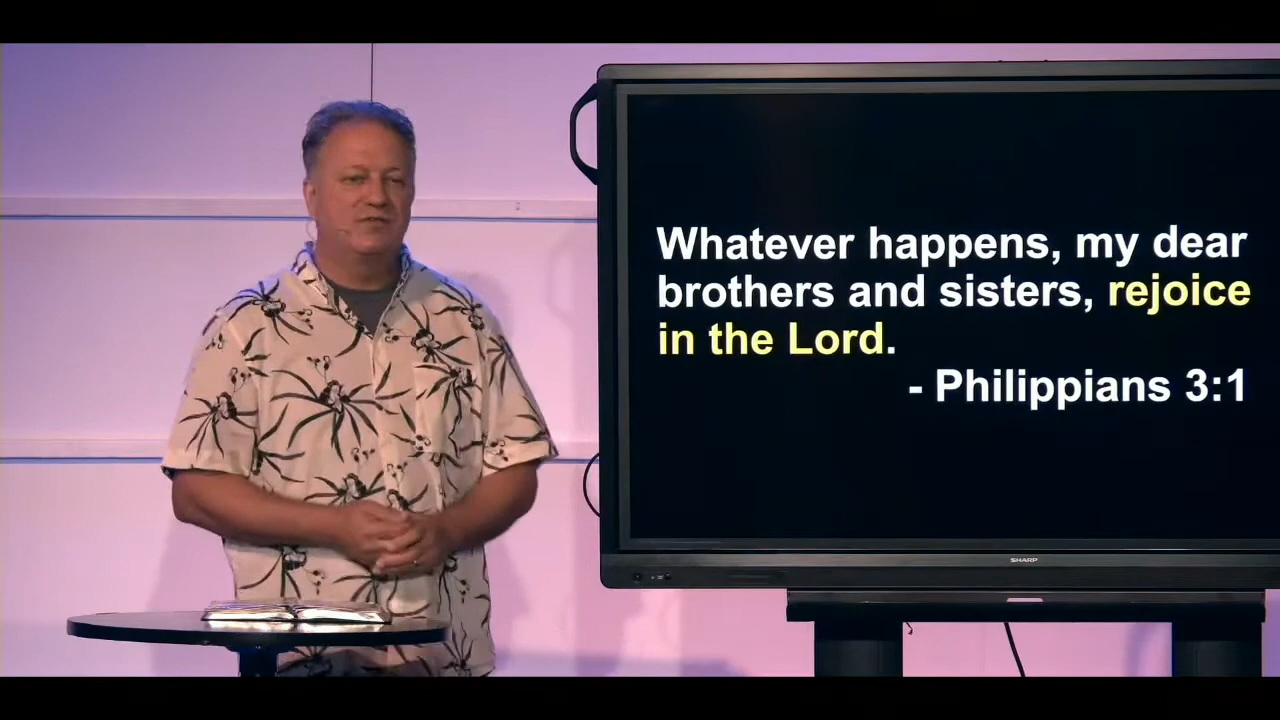 Whatever happens, my dear
brothers and sisters, rejoice
in the Lord.
- Philippians 3:1
SHARP